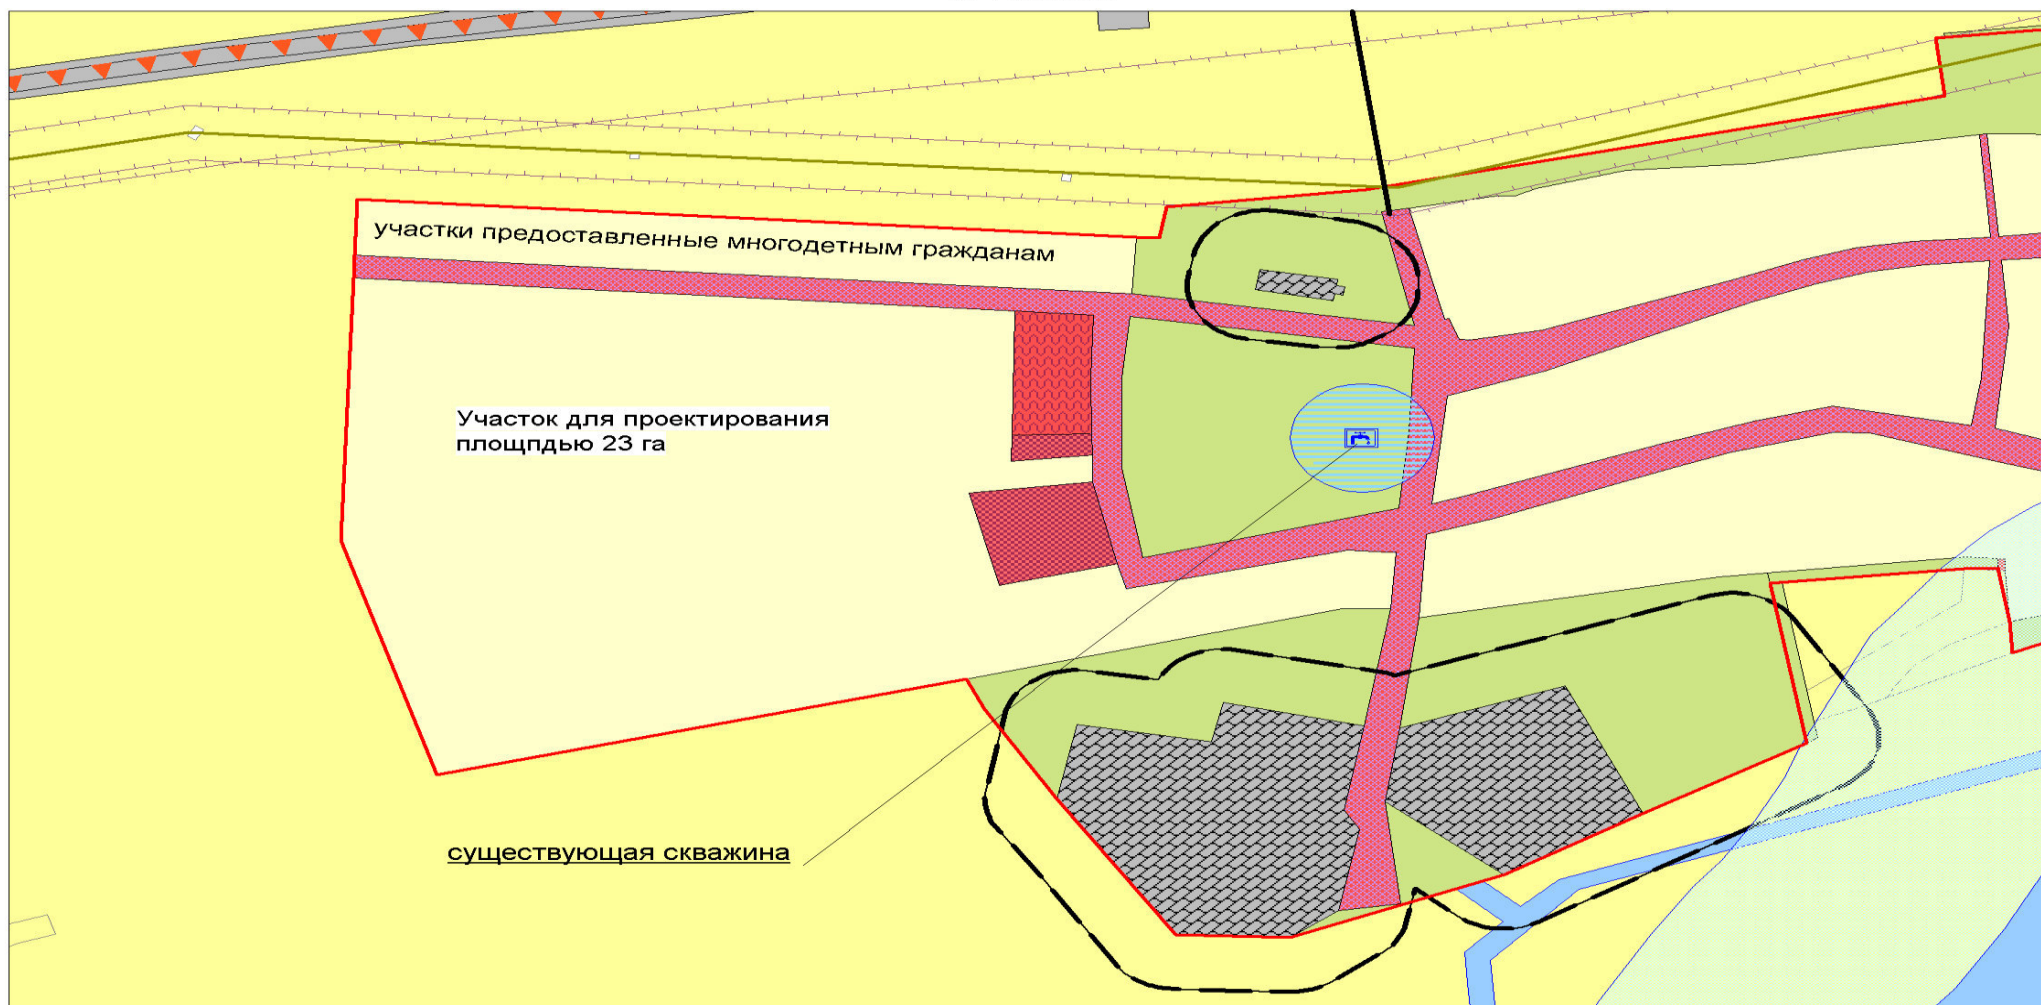 участки предоставленные многодетным гражданам
Участок для проектирования
площпдью 23 га
существующая скважина